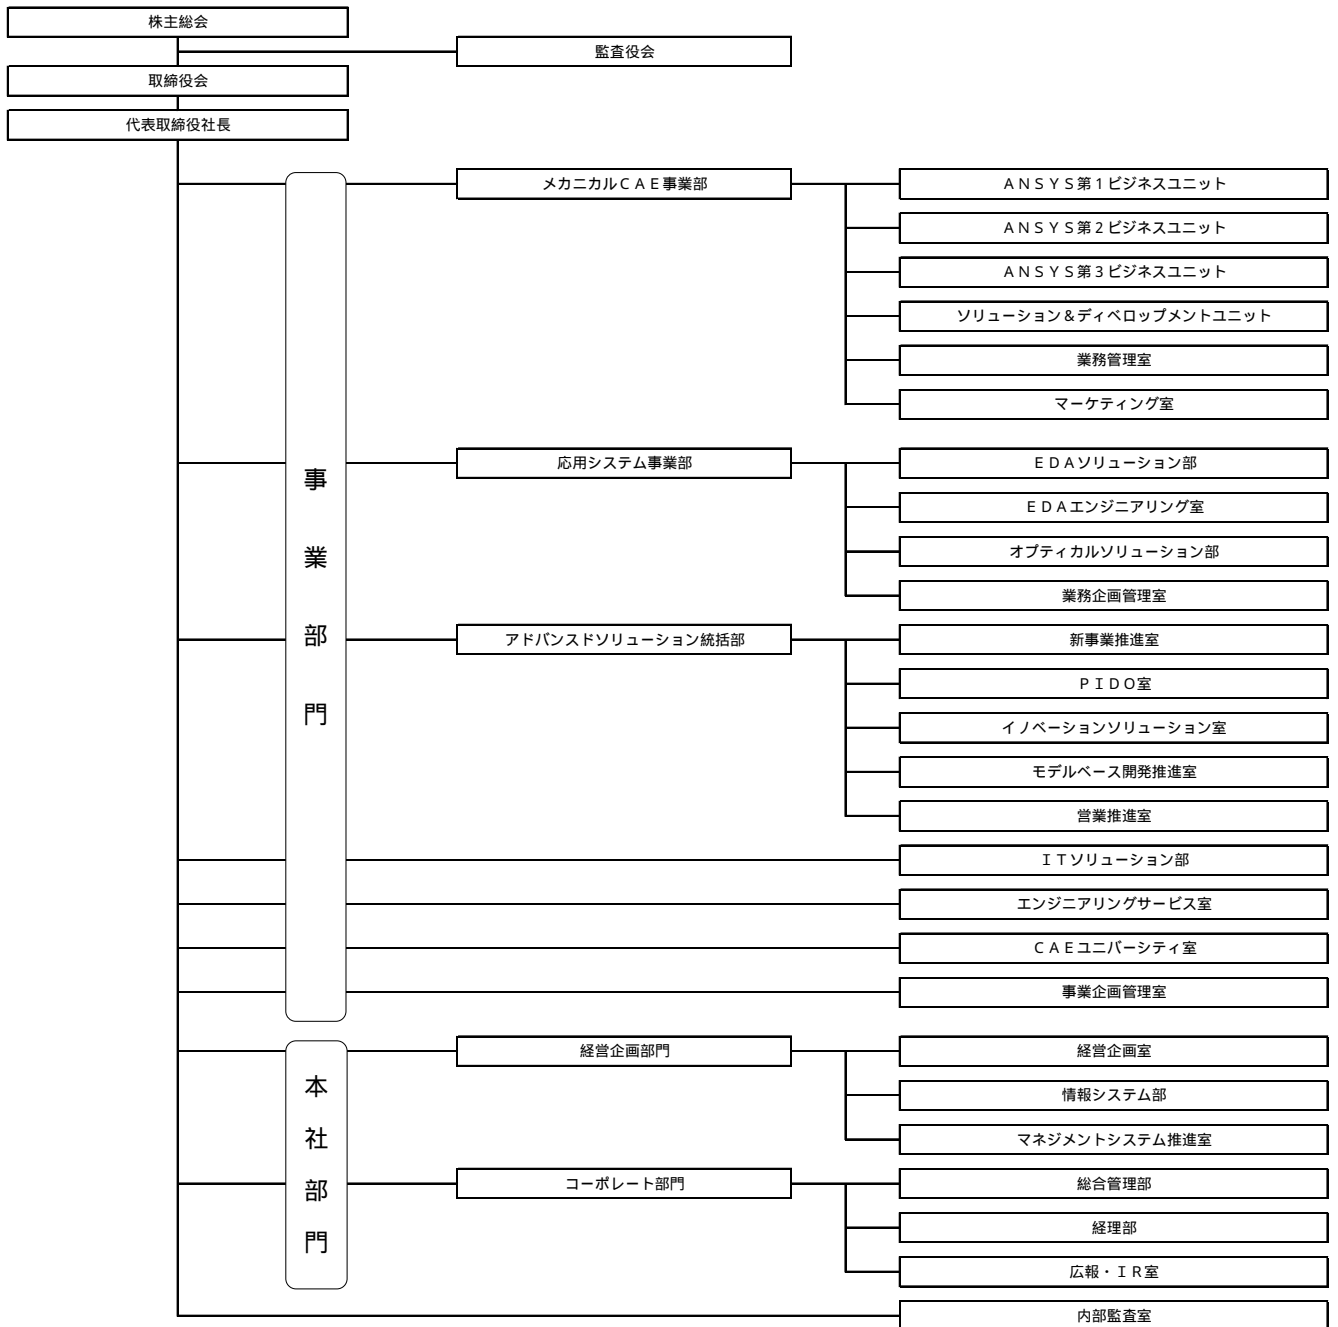 株主総会
監査役会
取締役会
代表取締役社長
事業部門
メカニカルＣＡＥ事業部
ＡＮＳＹＳ第１ビジネスユニット
ＡＮＳＹＳ第２ビジネスユニット
ＡＮＳＹＳ第３ビジネスユニット
ソリューション＆ディベロップメントユニット
業務管理室
マーケティング室
応用システム事業部
ＥＤＡソリューション部
ＥＤＡエンジニアリング室
オプティカルソリューション部
業務企画管理室
アドバンスドソリューション統括部
新事業推進室
ＰＩＤＯ室
イノベーションソリューション室
モデルベース開発推進室
営業推進室
ＩＴソリューション部
エンジニアリングサービス室
ＣＡＥユニバーシティ室
事業企画管理室
本社部門
経営企画部門
経営企画室
情報システム部
マネジメントシステム推進室
コーポレート部門
総合管理部
経理部
広報・ＩＲ室
内部監査室